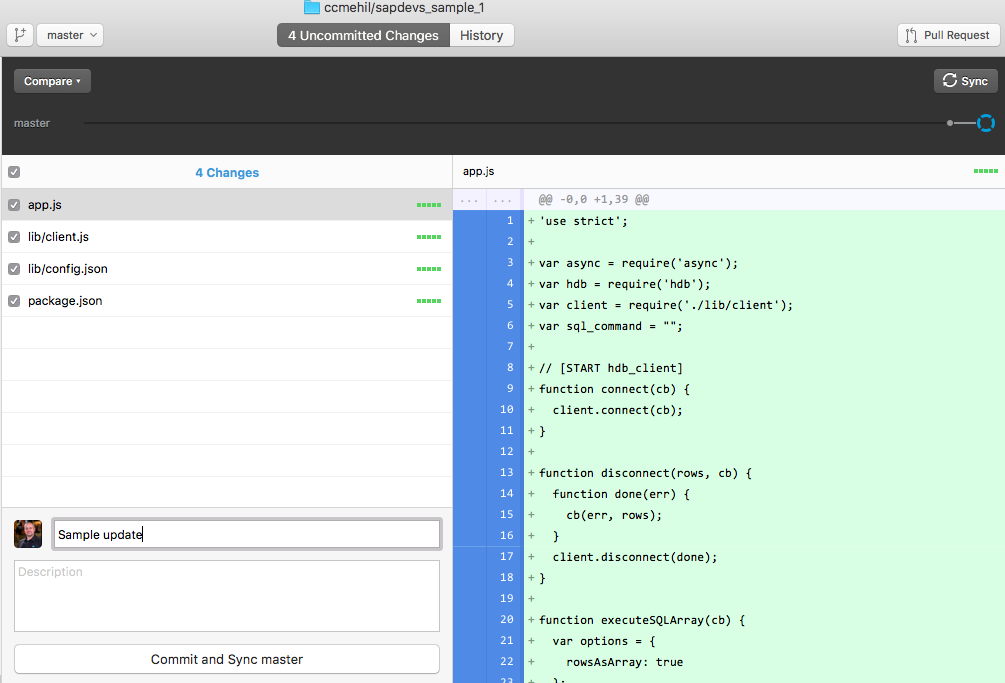 ccmehil/sapdevs_sample_1
master
4 Uncommitted Changes
History
Pull Request
Compare
Sync
master
4 Changes
app.js
lib/client.js
lib/config.json
package.json
Sample update
Description
Commit and Sync master
app.js
... ... @@ -0,0 +1,39 @@
1 +'use strict';
2 +
3 +var async = require('async');
4 +var hdb = require('hdb');
5 +var client = require('./lib/client');
6 +var sql_command = "";
7 +
8 +// [START hdb_client]
9 +function connect(cb) {
10 +  client.connect(cb);
11 +}
12 +
13 +function disconnect(rows, cb) {
14 +  function done(err) {
15 +    cb(err, rows);
16 +  }
17 +  client.disconnect(done);
18 +}
19 +
20 +function executeSQLArray(cb) {
21 +  var options = {
22 +    rowsAsArray: true
23 +  };